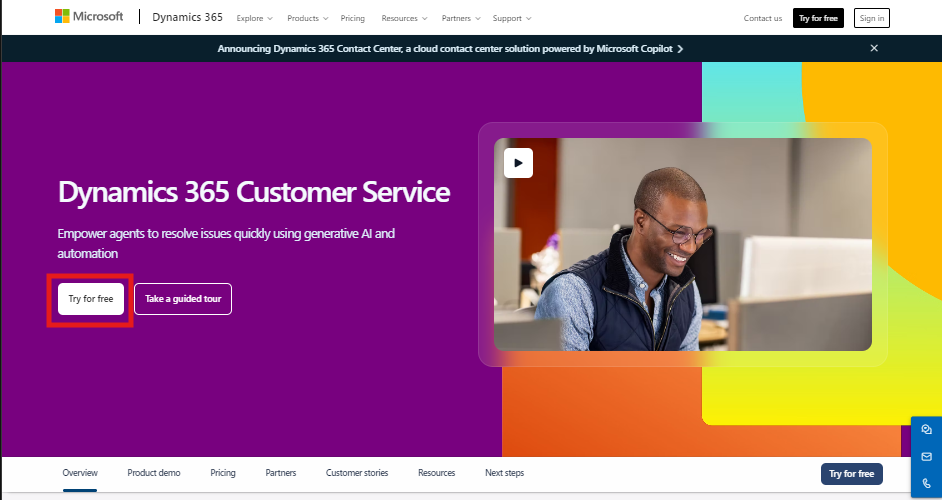 Microsoft
Dynamics 365
Explore
Products
Pricing
Resources
Partners
Support
Contact us
Try for free
Sign in
Announcing Dynamics 365 Contact Center, a cloud contact center solution powered by Microsoft Copilot
Dynamics 365 Customer Service
Empower agents to resolve issues quickly using generative AI and
automation
Try for free
Take a guided tour
Overview
Product demo
Pricing
Partners
Customer stories
Resources
Next steps
Try for free